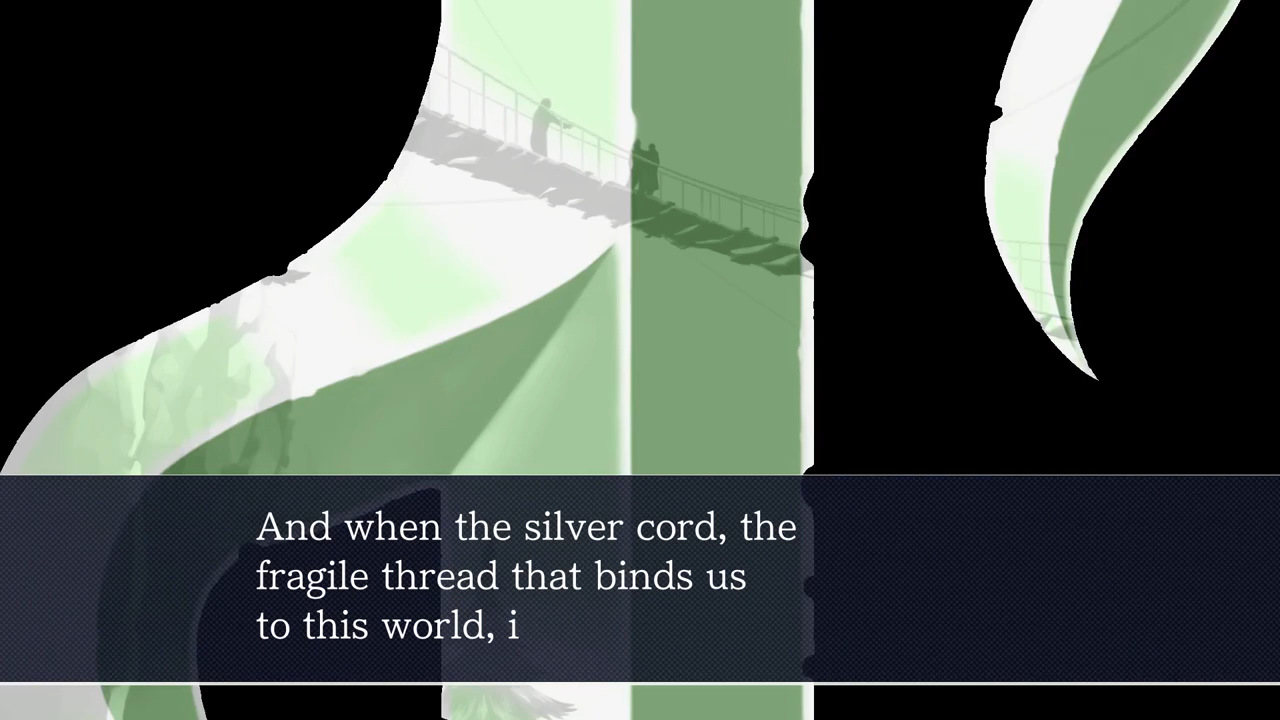 And when the silver cord, the
fragile thread that binds us
to this world, i